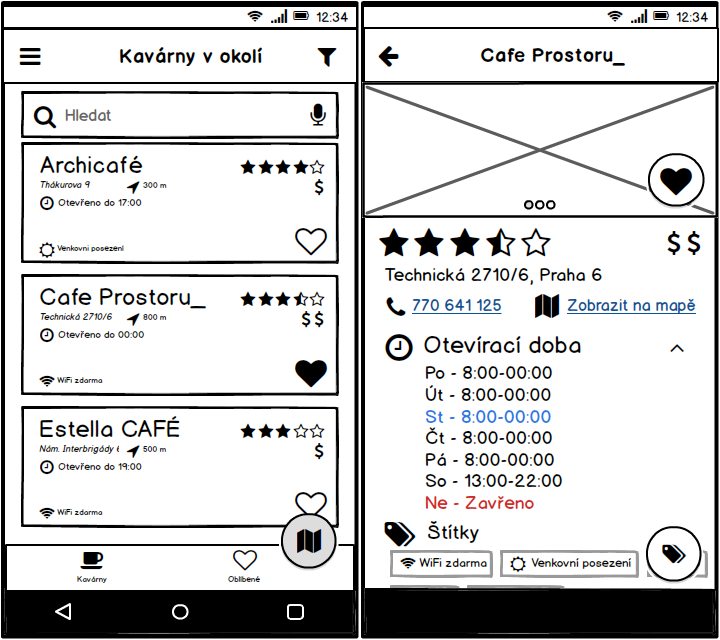 12:34
Kavárny v okolí
Hledat
Archicafé
Thákurova 9
300 m
$
Otevřeno do 17:00
Venkovní posezení
Cafe Prostoru_
Technická 2710/6
800 m
$$
Otevřeno do 00:00
WiFi zdarma
Estella CAFÉ
Nám. Interbrigády
500 m
$
Otevřeno do 19:00
WiFi zdarma
Kavárny
Oblíbené
12:34
Cafe Prostoru_
$$
Technická 2710/6, Praha 6
770 641 125
Zobrazit na mapě
Otevírací doba
Po - 8:00-00:00
Út - 8:00-00:00
St - 8:00-00:00
Čt - 8:00-00:00
Pá - 8:00-00:00
So - 13:00-22:00
Ne - Zavřeno
Štítky
WiFi zdarma
Venkovní posezení